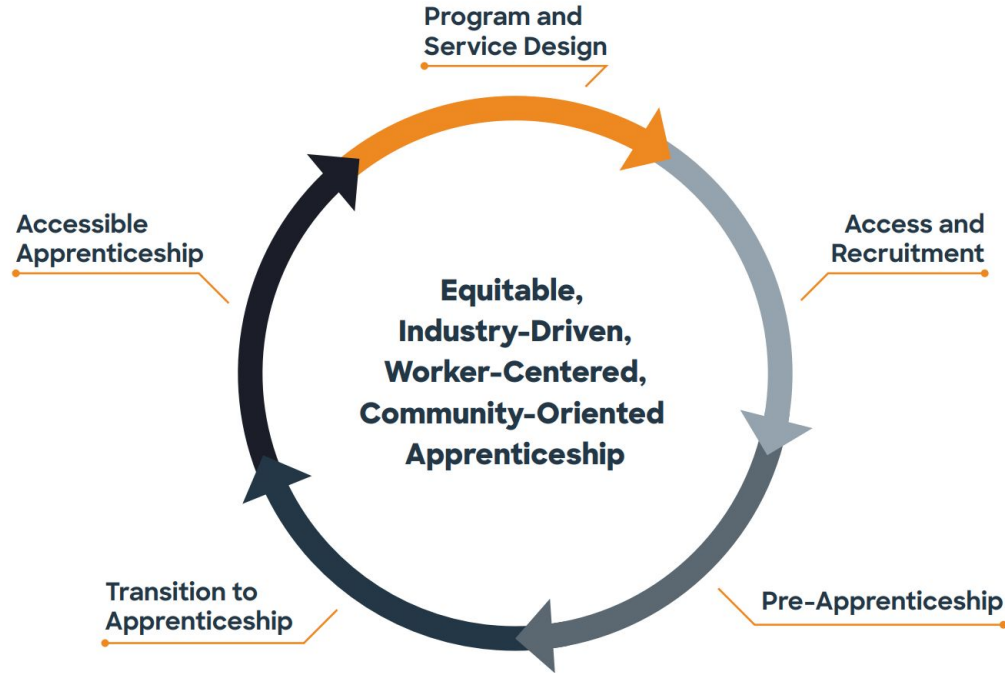 Program and
Service Design
Access and
Recruitment
Pre-Apprenticeship
Transition to
Apprenticeship
Accessible
Apprenticeship
Equitable,
Industry-Driven,
Worker-Centered,
Community-Oriented
Apprenticeship